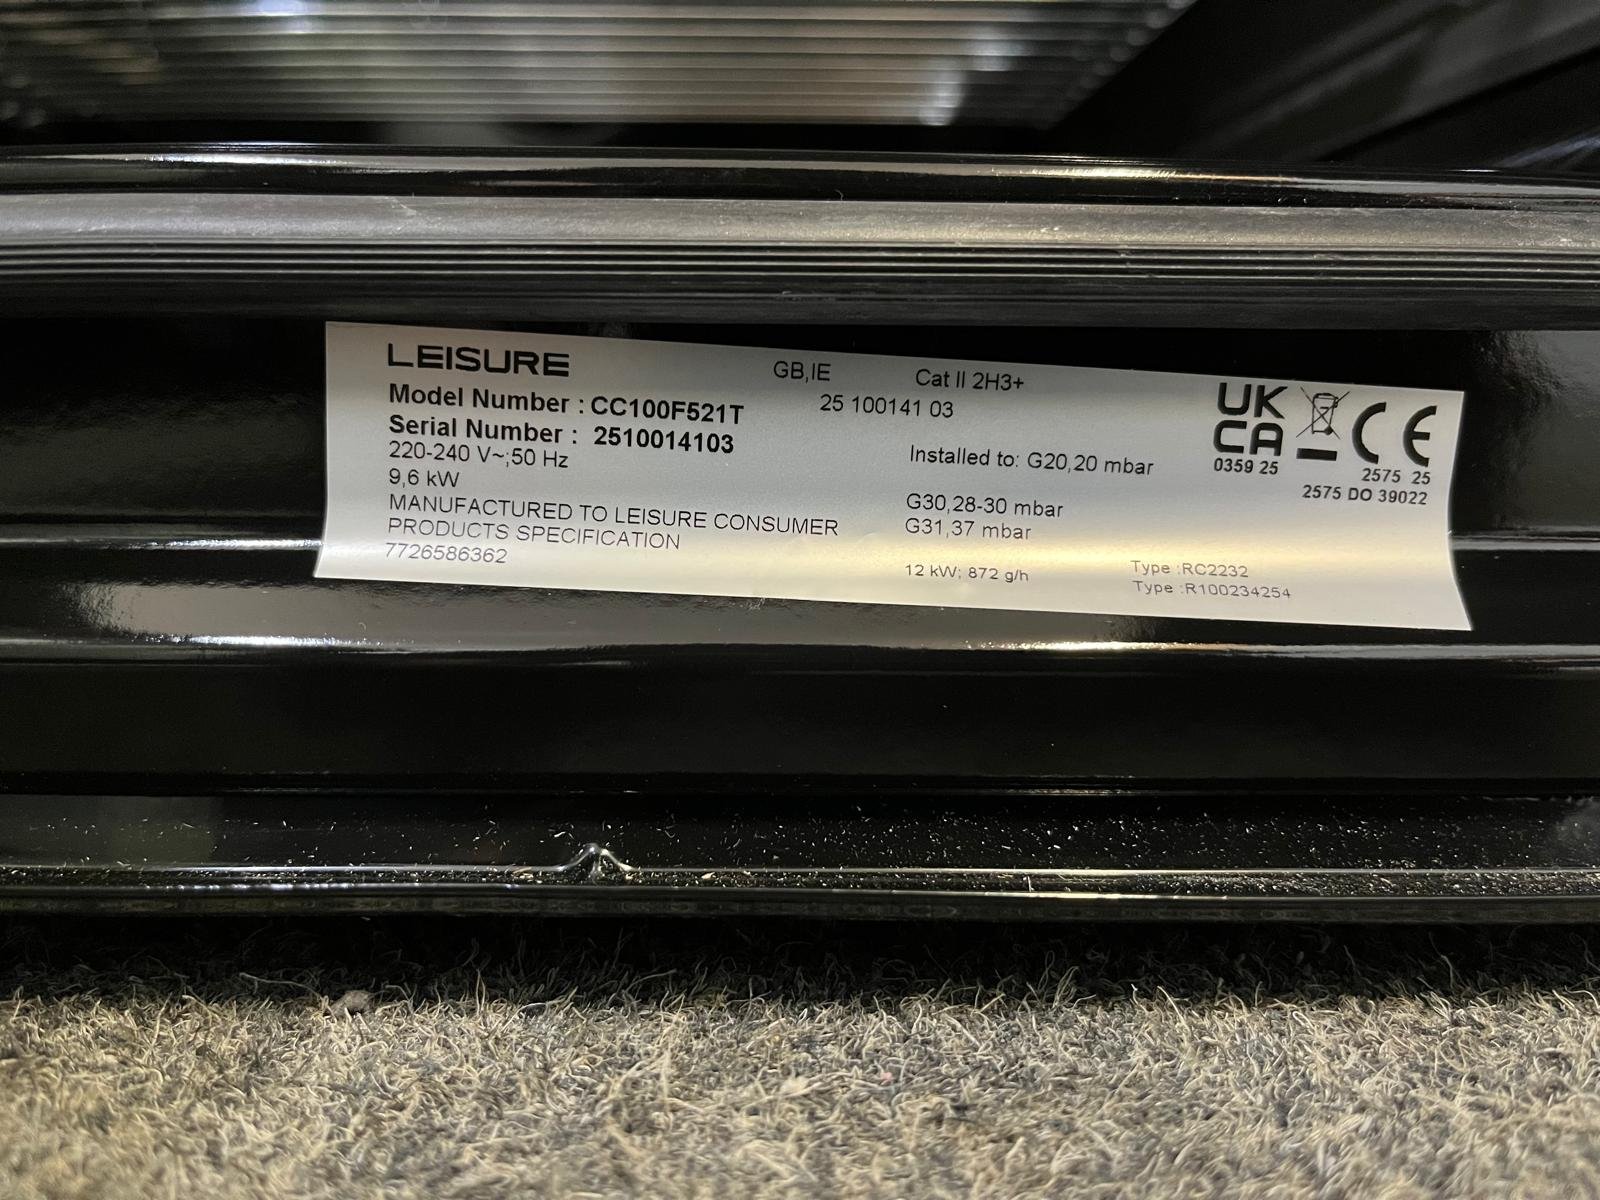 LEISURE
GB,IE
Cat II 2H3+
Model Number : CC100F521T
25 100141 03
Serial Number : 2510014103
220-240 V~;50 Hz
Installed to: G20,20 mbar
9,6 kW
G30,28-30 mbar
MANUFACTURED TO LEISURE CONSUMER
PRODUCTS SPECIFICATION
G31,37 mbar
7726586362
12 kW; 872 g/h
Type :RC2232
Type :R100234254
UK
CA
0359 25
CE
2575 25
2575 DO 39022